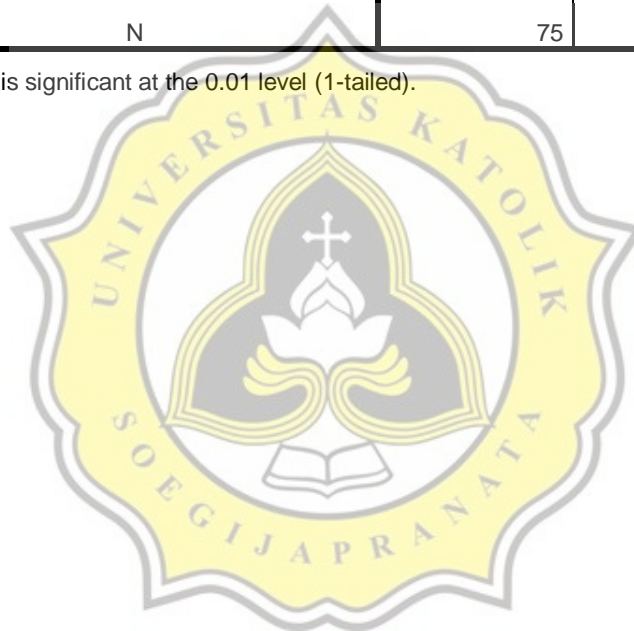 N 75
is significant at the 0.01 level (1-tailed).
UNIVERSITAS KATOLIK
SOEGIJAPRANATA